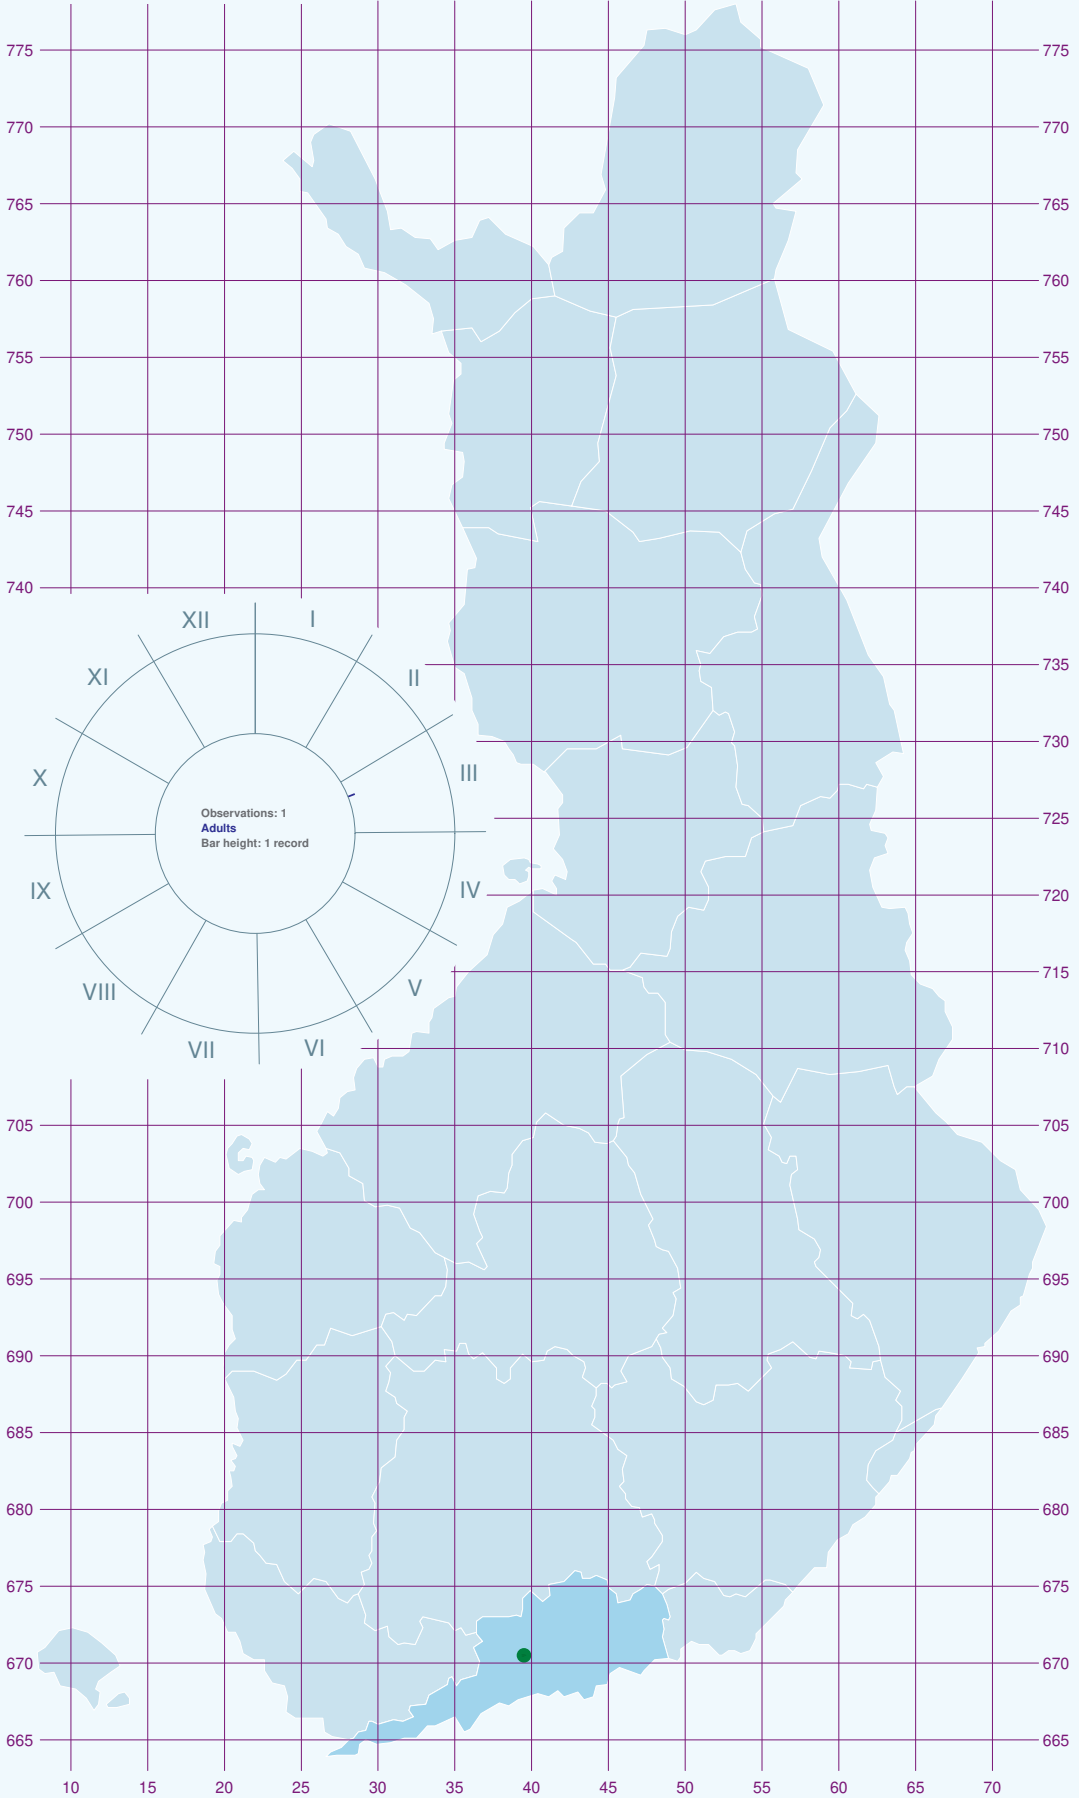 775 775
770 770
765 765
760 760
755 755
750 750
745 745
740 740
XII I
XI II
735
730
X III
Observations: 1
Adults
Bar height: 1 record
725
IX IV
720
715
VIII V
VII VI
710
705 705
700 700
695 695
690 690
685 685
680 680
675 675
670 670
665 665
10 15 20 25 30 35 40 45 50 55 60 65 70